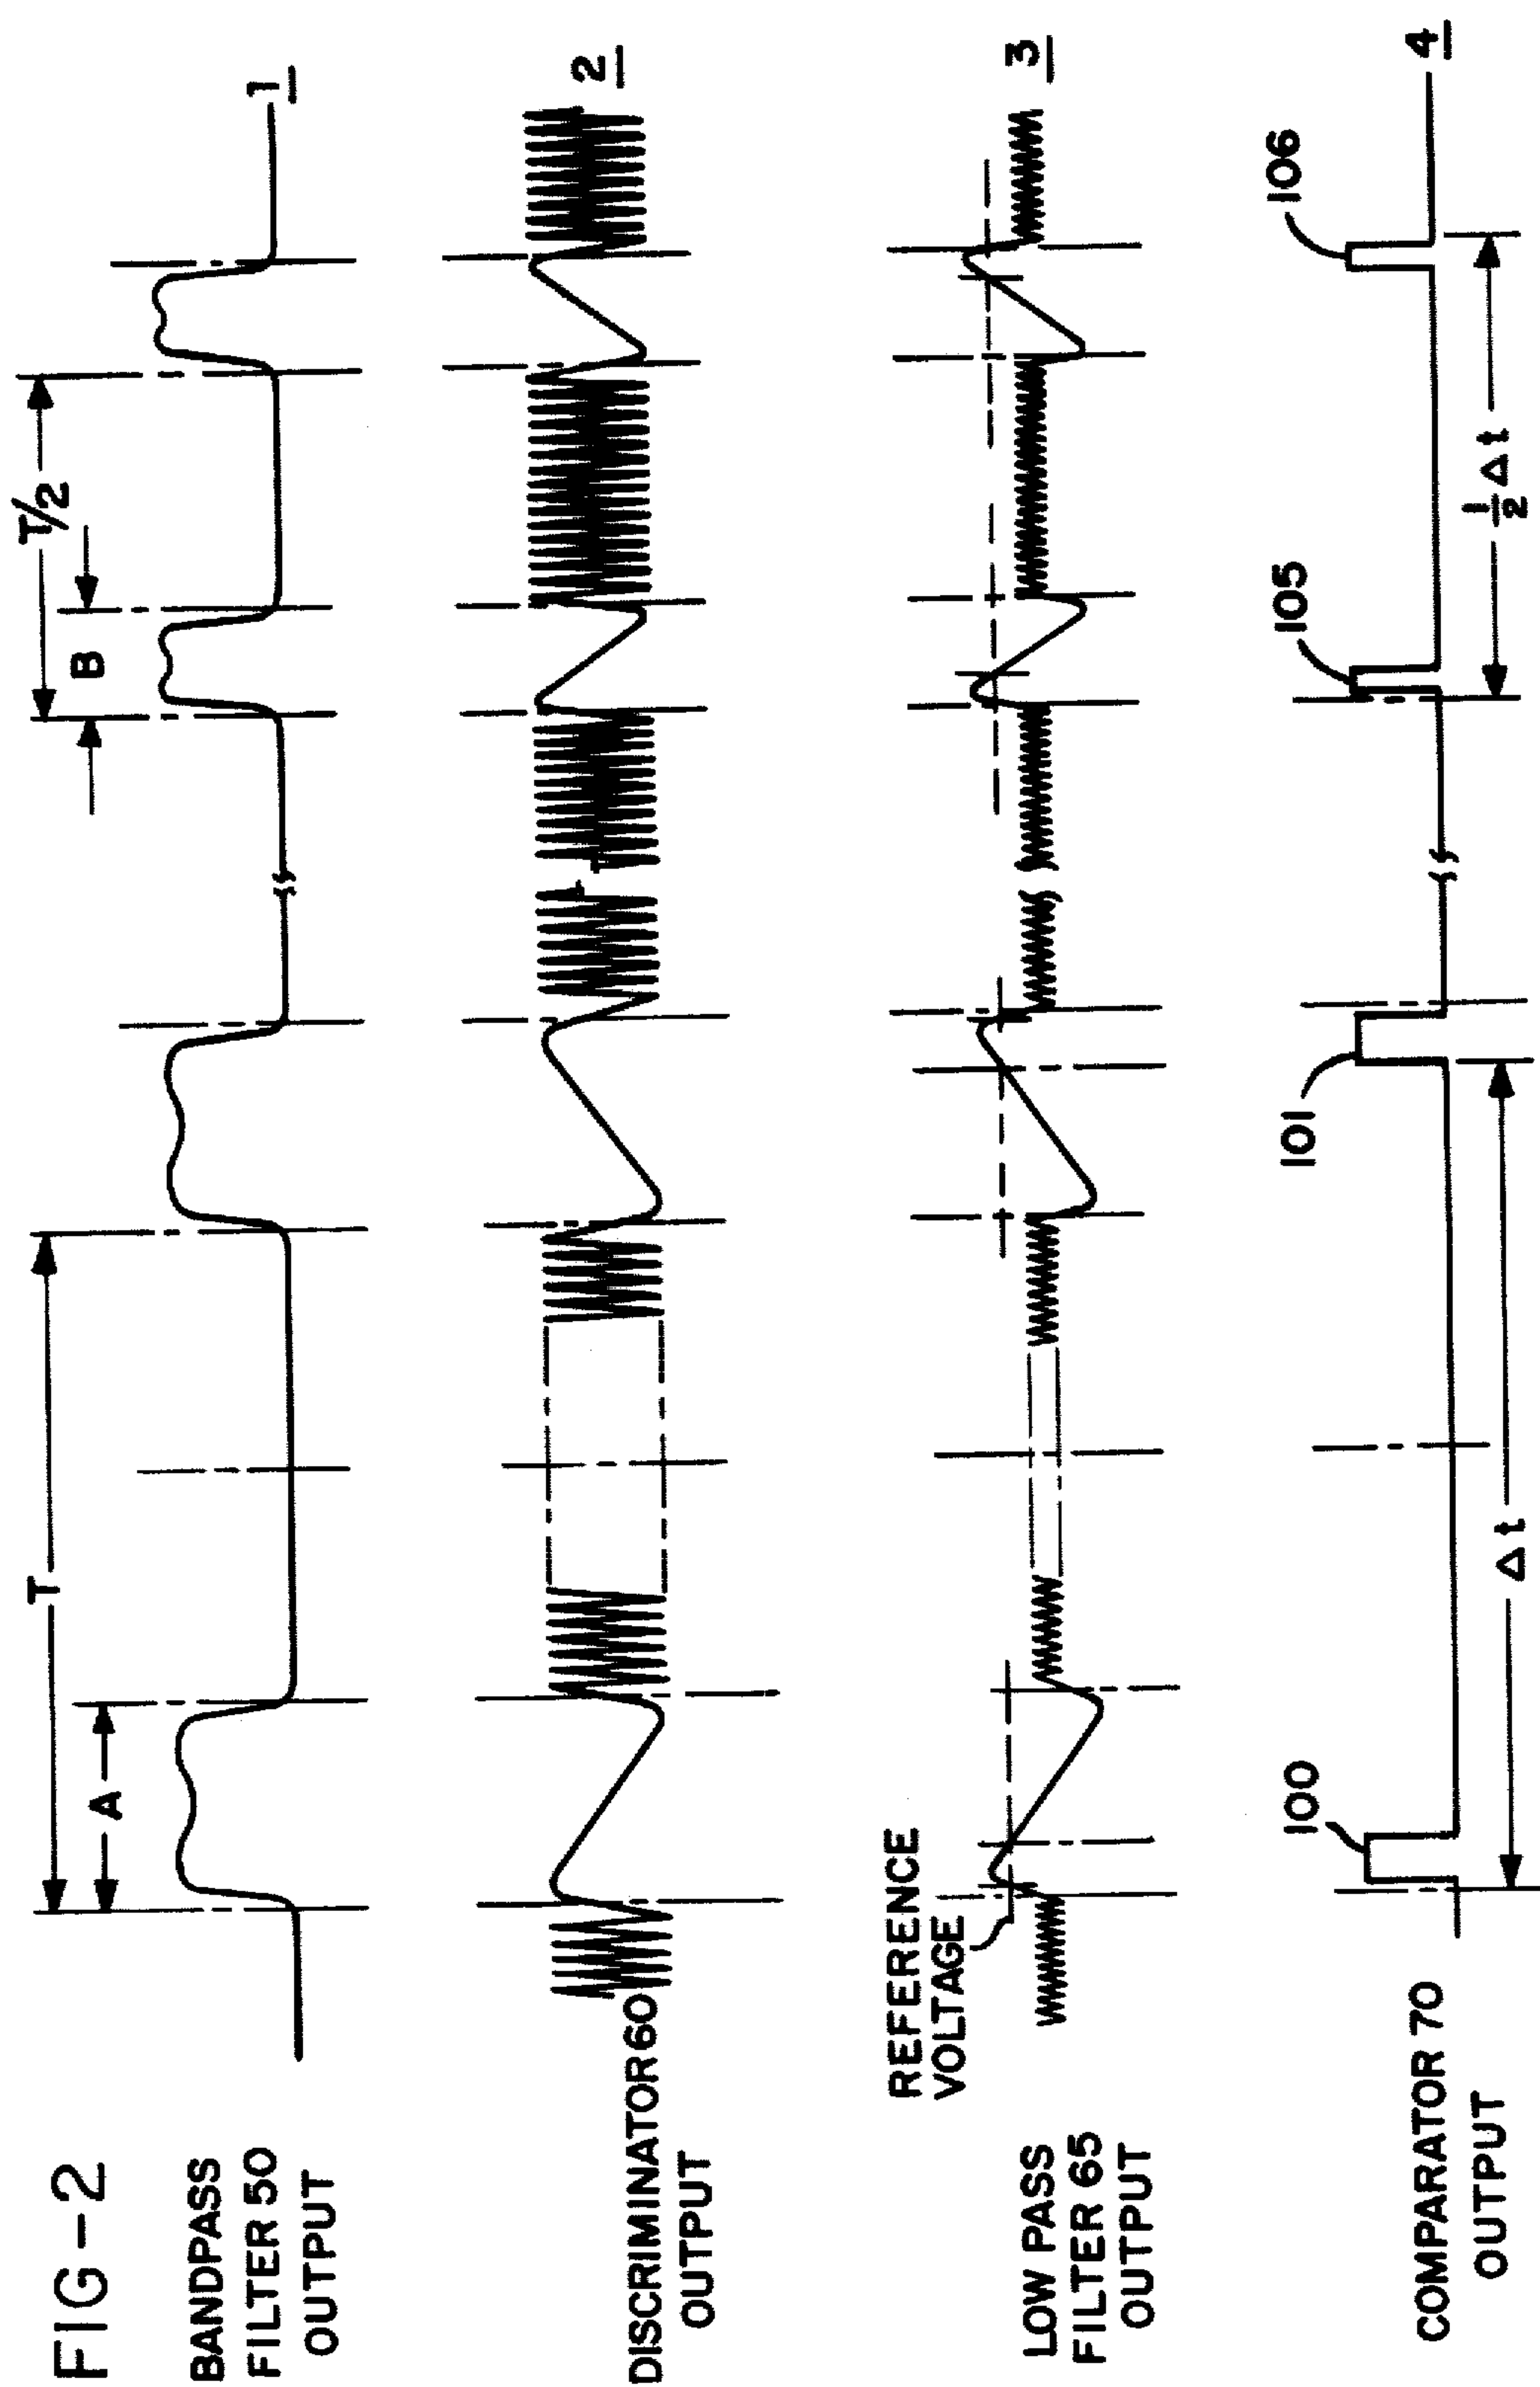 FIG-2
BANDPASS
FILTER 50
OUTPUT
T
A
T/2
B
1
DISCRIMINATOR 60
OUTPUT
2
REFERENCE
VOLTAGE
LOW PASS
FILTER 65
OUTPUT
3
COMPARATOR 70
OUTPUT
100
101
105
106
4
Δt
1/2 Δt